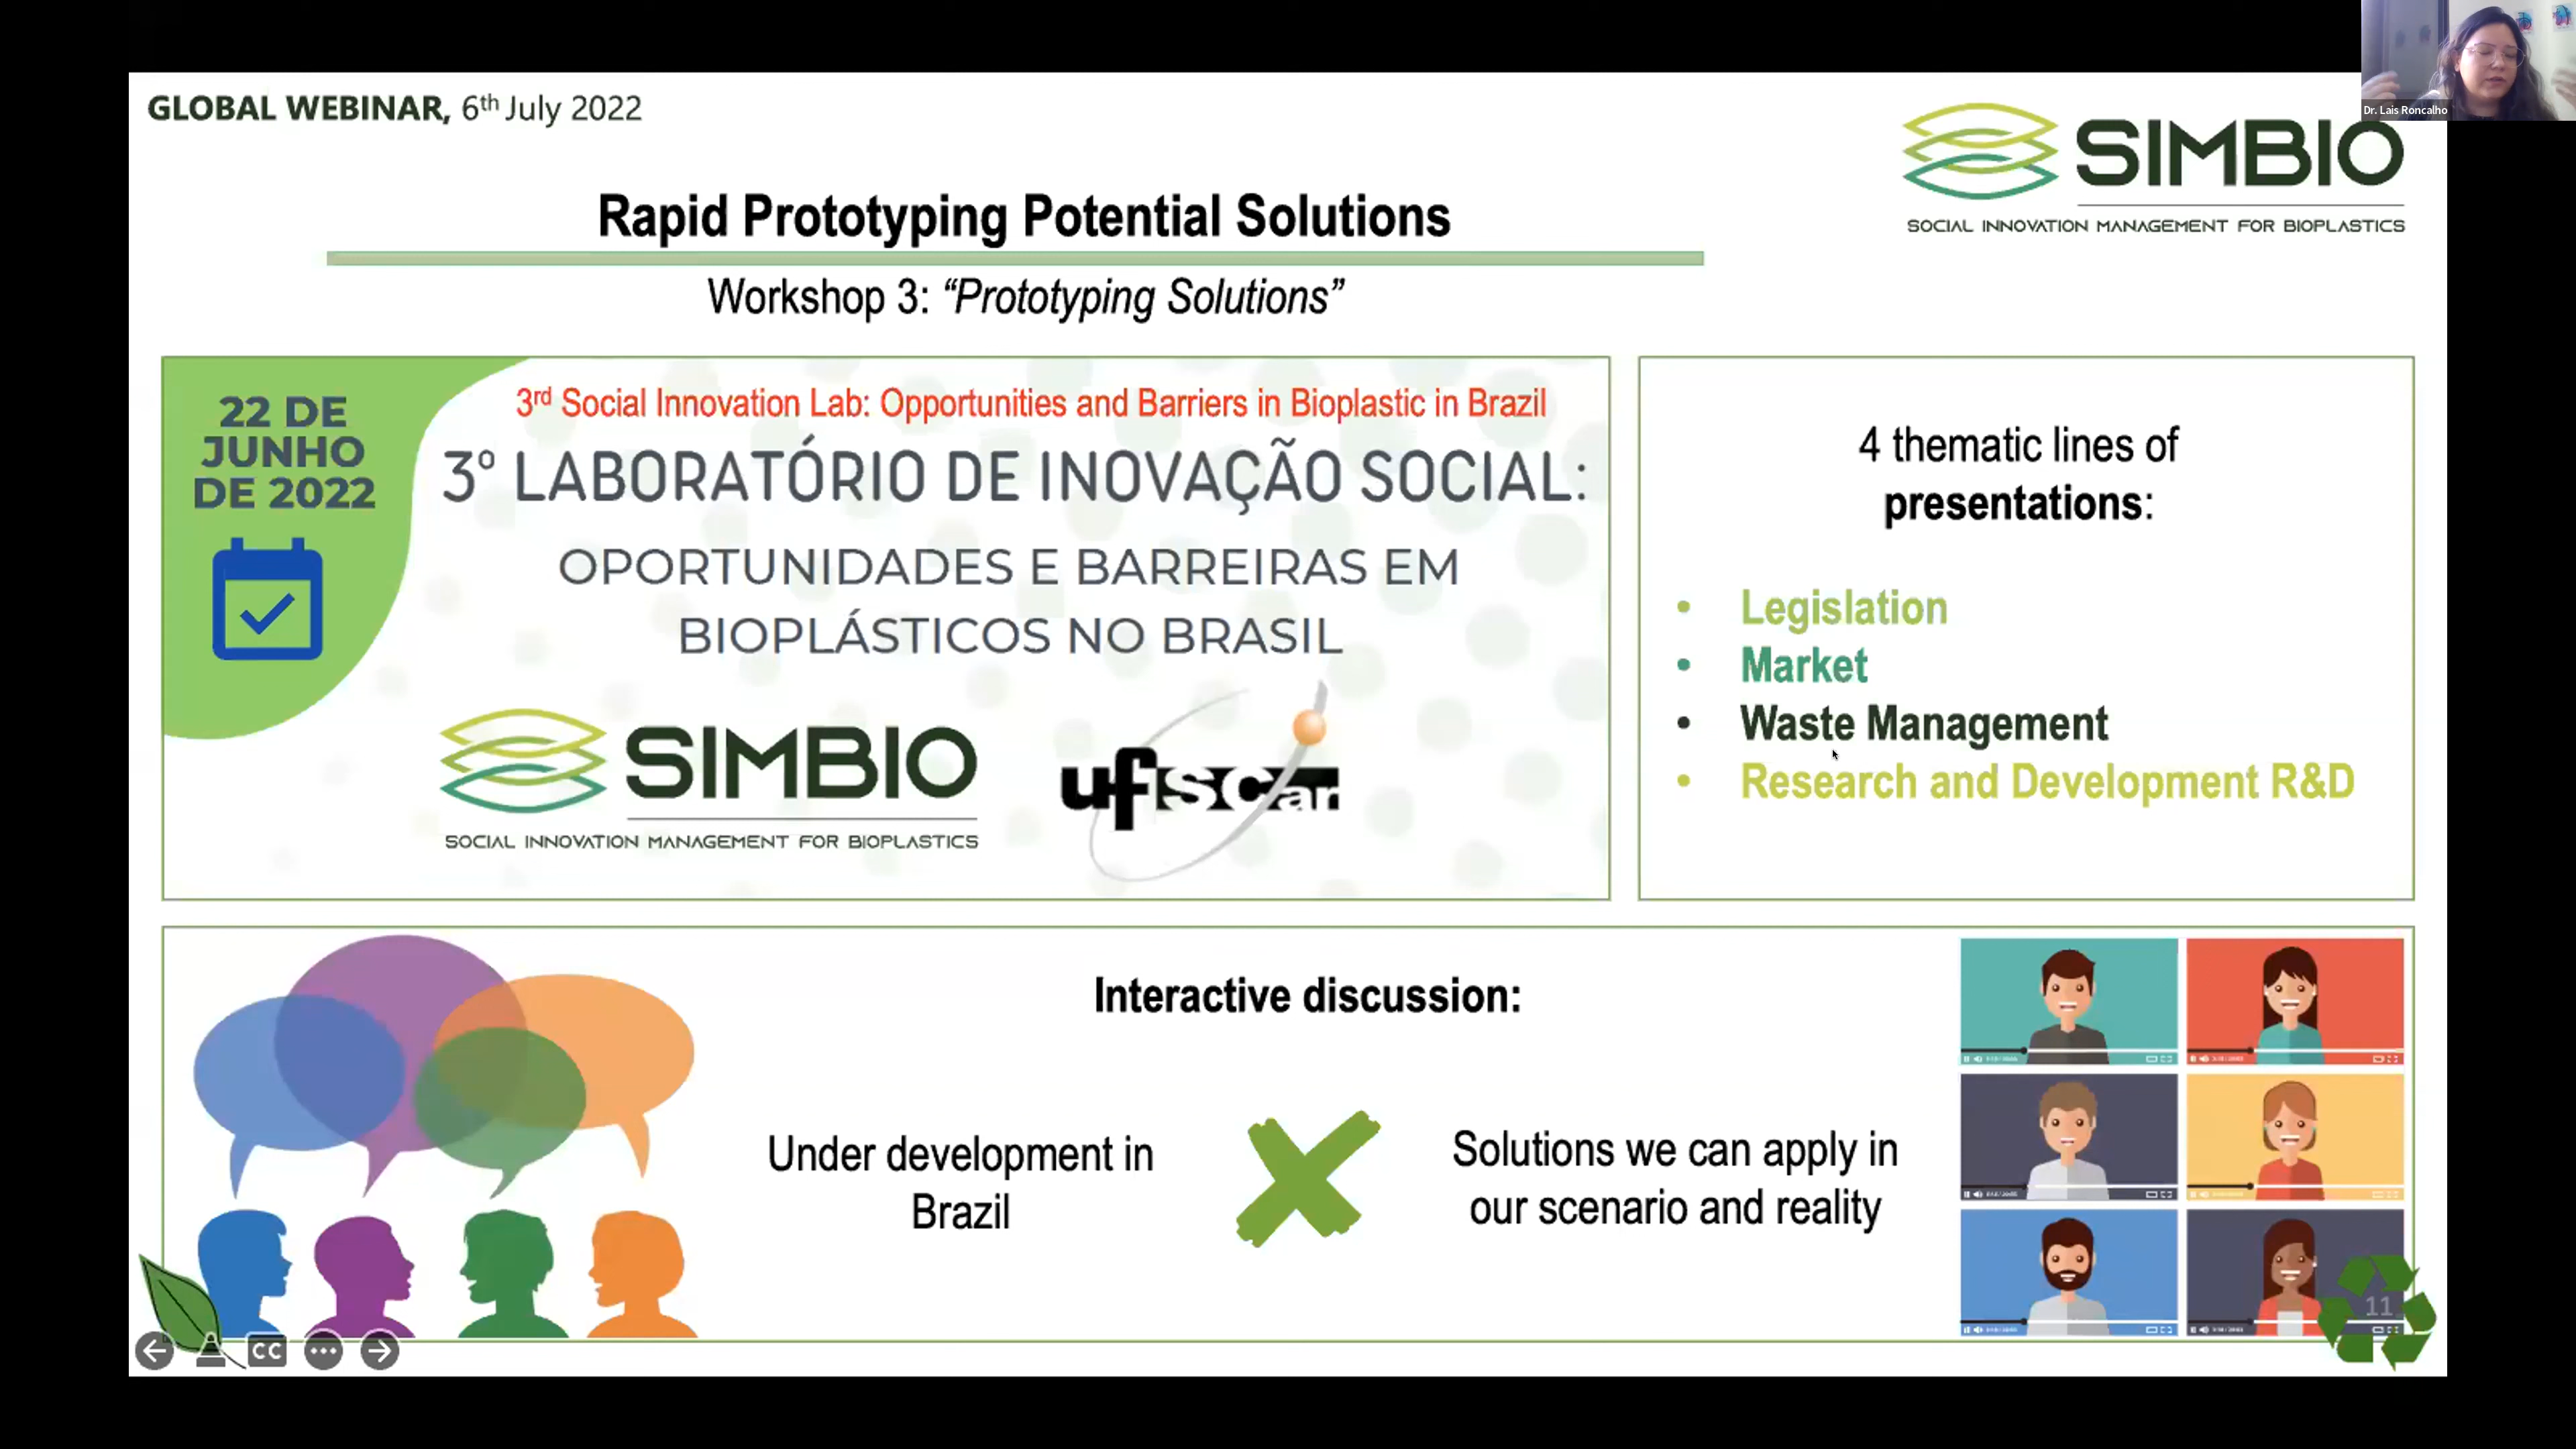 Dr. Lais Roncalho
GLOBAL WEBINAR, 6th July 2022
SIMBIO
SOCIAL INNOVATION MANAGEMENT FOR BIOPLASTICS
Rapid Prototyping Potential Solutions
Workshop 3: “Prototyping Solutions”
22 DE
JUNHO
DE 2022
3rd Social Innovation Lab: Opportunities and Barriers in Bioplastic in Brazil
3º LABORATÓRIO DE INOVAÇÃO SOCIAL:
OPORTUNIDADES E BARREIRAS EM
BIOPLÁSTICOS NO BRASIL
SIMBIO
SOCIAL INNOVATION MANAGEMENT FOR BIOPLASTICS
ufscar
4 thematic lines of
presentations:
• Legislation
• Market
• Waste Management
• Research and Development R&D
Interactive discussion:
Under development in
Brazil
Solutions we can apply in
our scenario and reality
11
CC